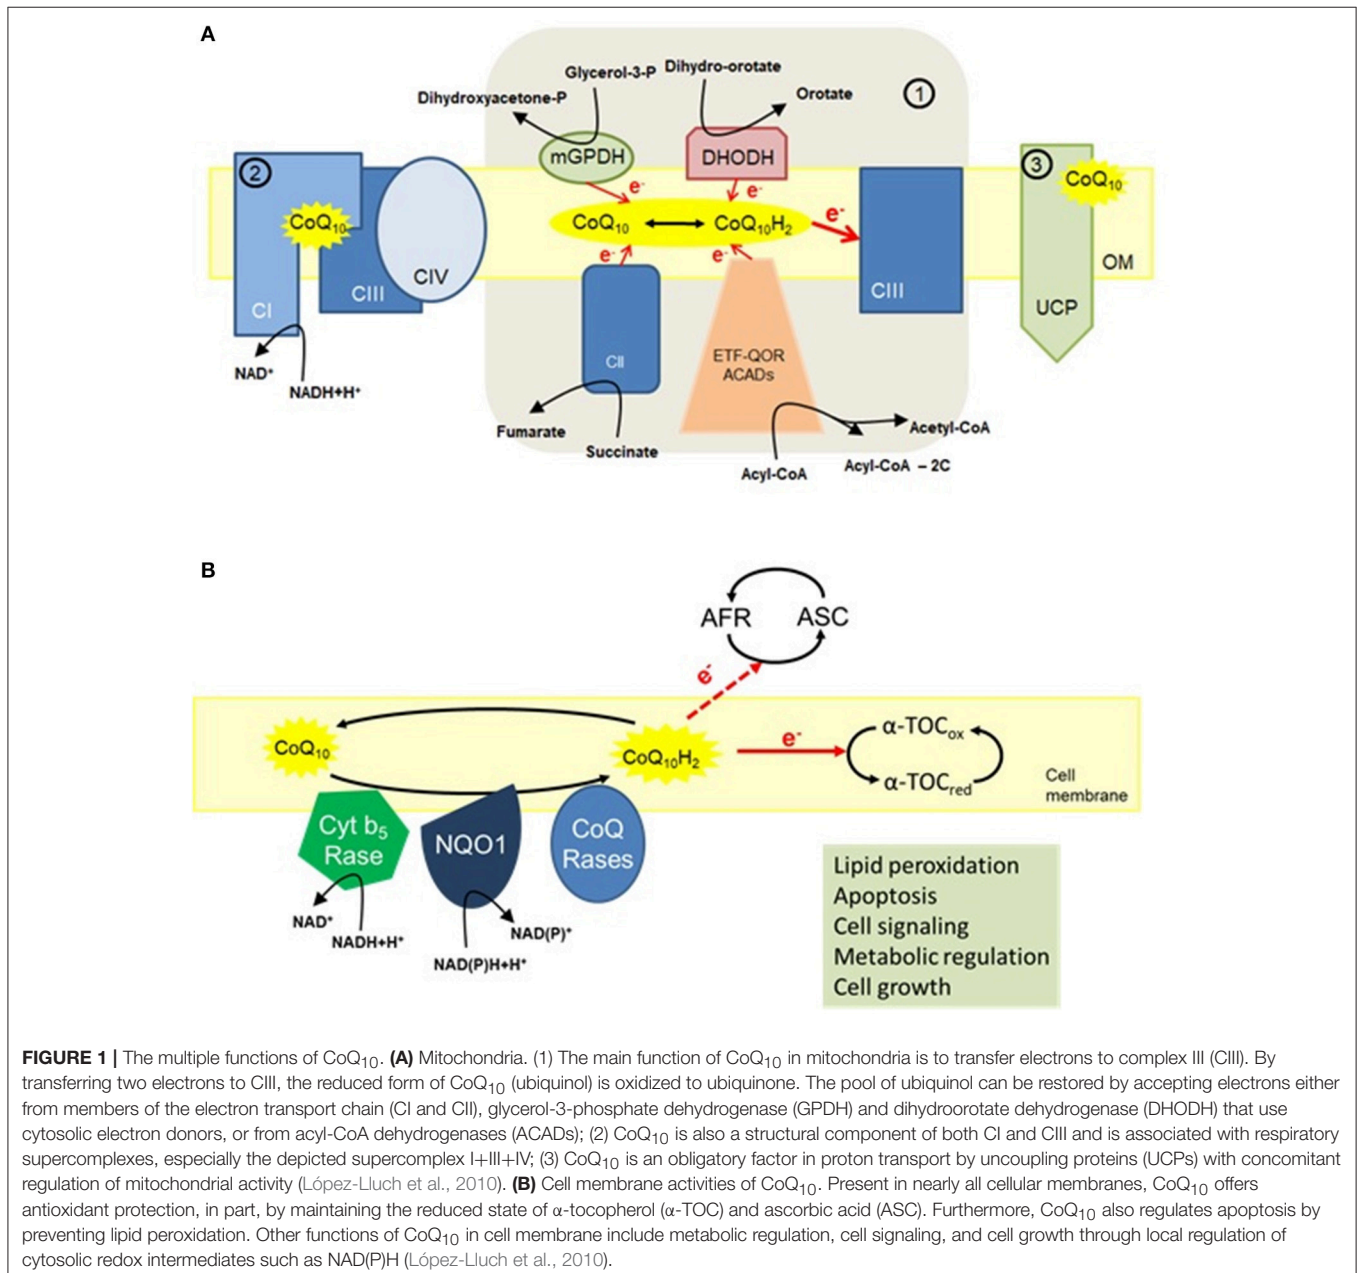 A
Glycerol-3-P
Dihydro-orotate
Dihydroxyacetone-P
Orotate
1
2
mGPDH
DHODH
3
CoQ10
e-
e-
CoQ10
CoQ10
CoQ10H2
e-
e-
e-
CIV
CIII
CI
CIII
OM
UCP
NAD+
NADH+H+
CII
ETF-QOR
ACADs
Fumarate
Succinate
Acetyl-CoA
Acyl-CoA – 2C
Acyl-CoA
B
AFR
ASC
e-
CoQ10
CoQ10H2
e-
α-TOCox
α-TOCred
Cell
membrane
Cyt b5
Rase
NQO1
CoQ
Rases
NAD+
NADH+H+
NAD(P)+
NAD(P)H+H+
Lipid peroxidation
Apoptosis
Cell signaling
Metabolic regulation
Cell growth
FIGURE 1 | The multiple functions of CoQ10. (A) Mitochondria. (1) The main function of CoQ10 in mitochondria is to transfer electrons to complex III (CIII). By
transferring two electrons to CIII, the reduced form of CoQ10 (ubiquinol) is oxidized to ubiquinone. The pool of ubiquinol can be restored by accepting electrons either
from members of the electron transport chain (CI and CII), glycerol-3-phosphate dehydrogenase (GPDH) and dihydroorotate dehydrogenase (DHODH) that use
cytosolic electron donors, or from acyl-CoA dehydrogenases (ACADs); (2) CoQ10 is also a structural component of both CI and CIII and is associated with respiratory
supercomplexes, especially the depicted supercomplex I+III+IV; (3) CoQ10 is an obligatory factor in proton transport by uncoupling proteins (UCPs) with concomitant
regulation of mitochondrial activity (López-Lluch et al., 2010). (B) Cell membrane activities of CoQ10. Present in nearly all cellular membranes, CoQ10 offers
antioxidant protection, in part, by maintaining the reduced state of α-tocopherol (α-TOC) and ascorbic acid (ASC). Furthermore, CoQ10 also regulates apoptosis by
preventing lipid peroxidation. Other functions of CoQ10 in cell membrane include metabolic regulation, cell signaling, and cell growth through local regulation of
cytosolic redox intermediates such as NAD(P)H (López-Lluch et al., 2010).